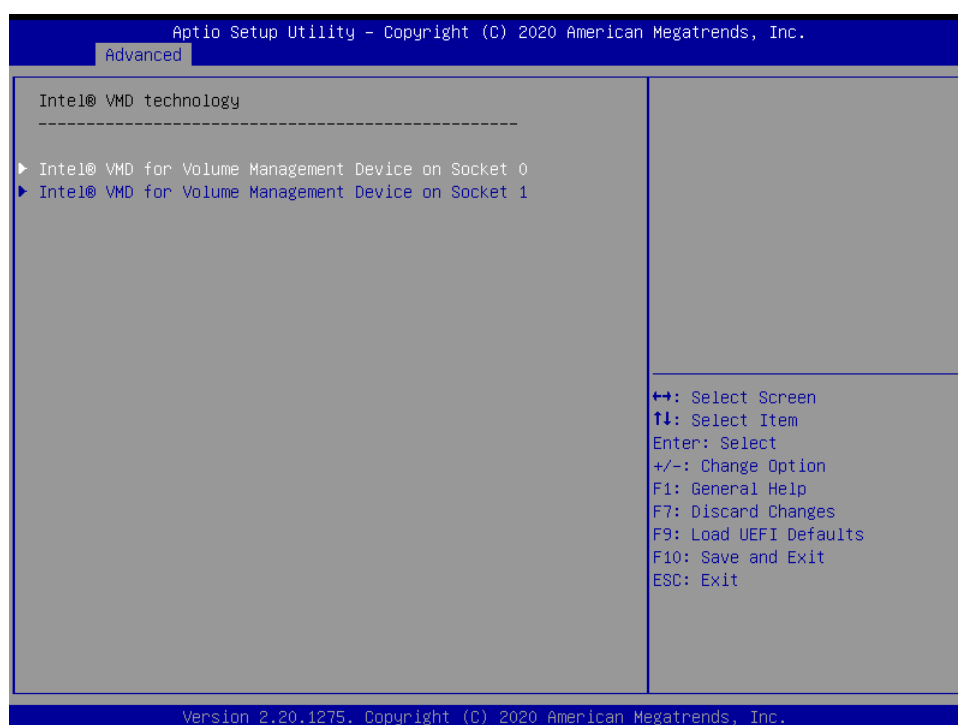 Aptio Setup Utility – Copyright (C) 2020 American Megatrends, Inc.
Advanced
Intel® VMD technology
--------------------------------------------------
Intel® VMD for Volume Management Device on Socket 0
Intel® VMD for Volume Management Device on Socket 1
↔: Select Screen
↑↓: Select Item
Enter: Select
+/-: Change Option
F1: General Help
F7: Discard Changes
F9: Load UEFI Defaults
F10: Save and Exit
ESC: Exit
Version 2.20.1275. Copyright (C) 2020 American Megatrends, Inc.